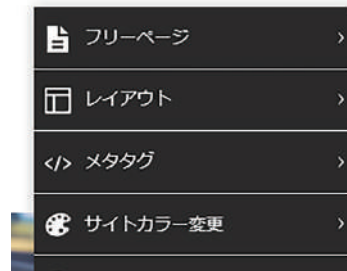 フリーページ
レイアウト
メタタグ
サイトカラー変更